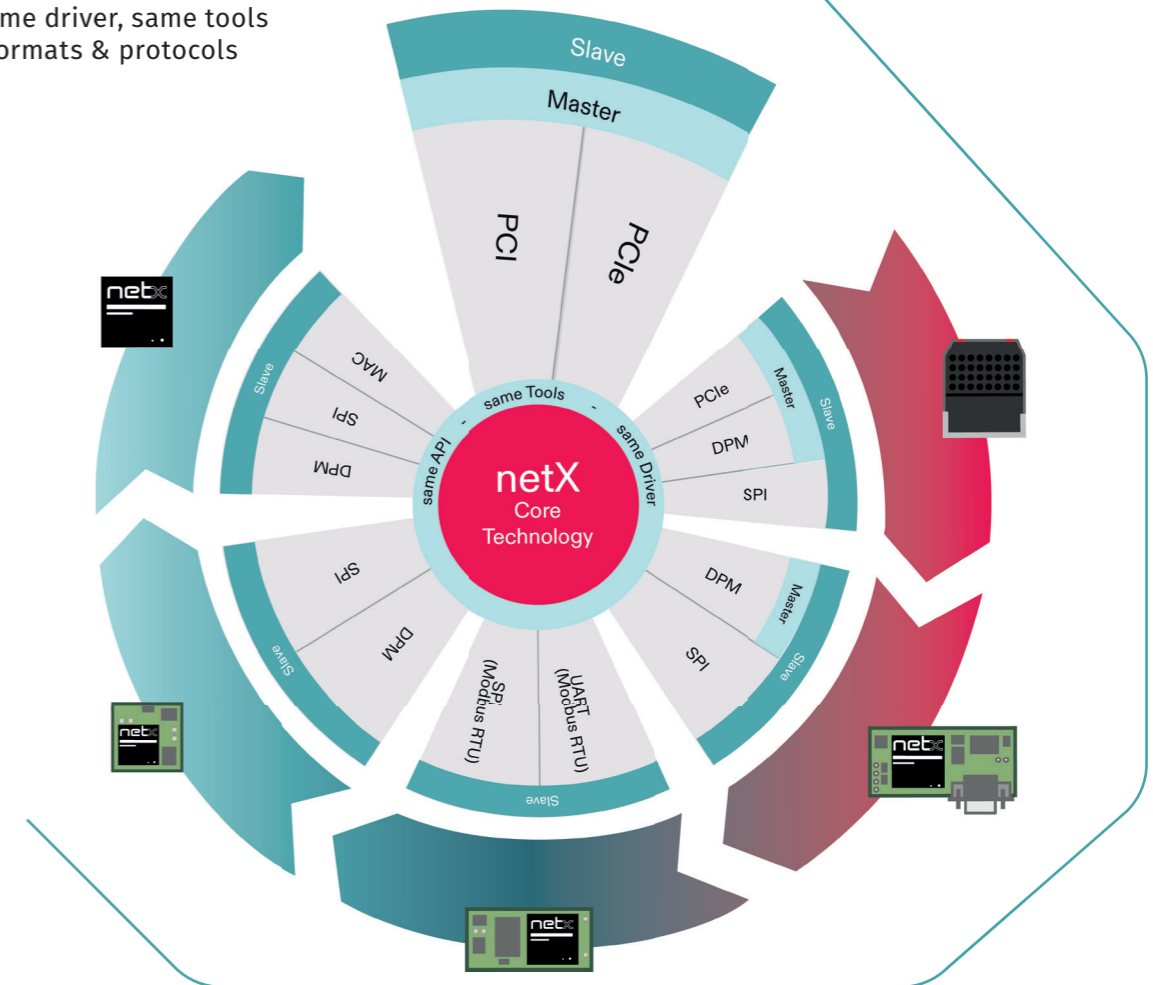 me driver, same tools
ormats & protocols
Slave
Master
PCI
PCIe
Slave
Master
PCIe
DPM
SPI
Slave
Master
DPM
SPI
Slave
UART
(Modbus RTU)
SPI
(Modbus RTU)
Slave
DPM
SPI
Slave
DPM
SPI
MAC
same API - same Tools - same Driver
netX
Core
Technology
netx
netx
netx
netx